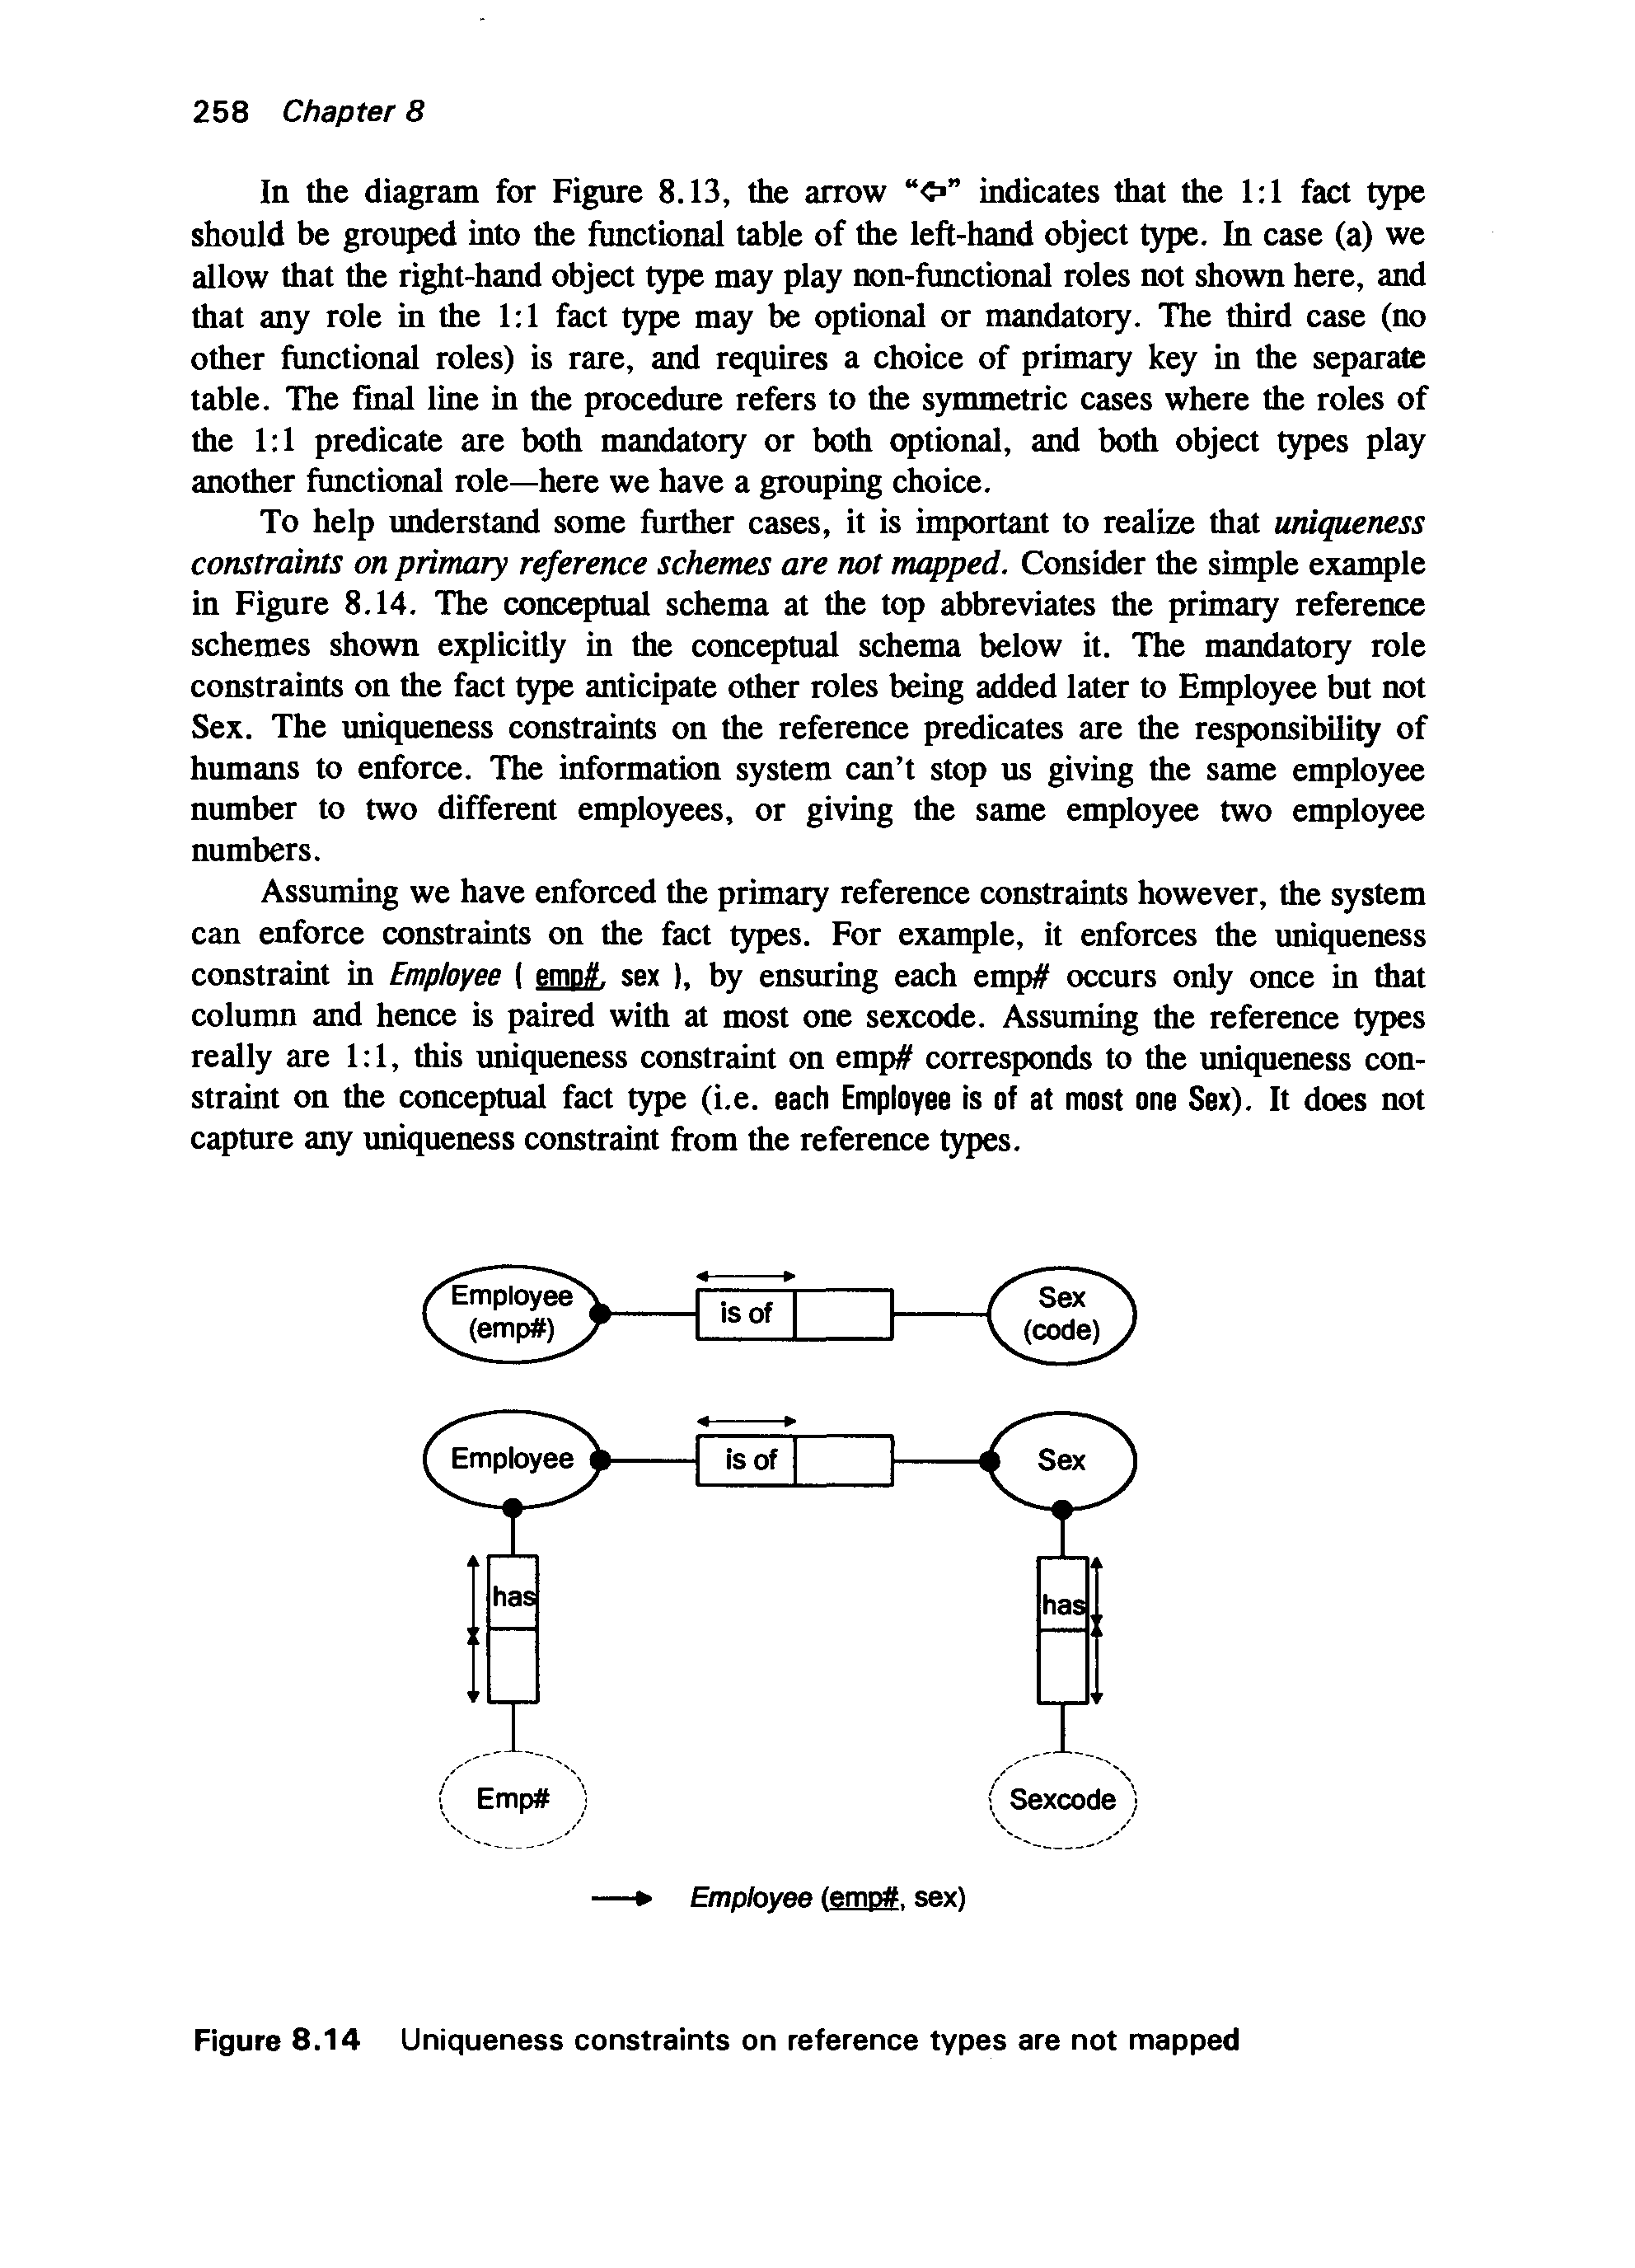 258 Chapter 8
In the diagram for Figure 8.13, the arrow “⇦” indicates that the 1:1 fact type
should be grouped into the functional table of the left-hand object type. In case (a) we
allow that the right-hand object type may play non-functional roles not shown here, and
that any role in the 1:1 fact type may be optional or mandatory. The third case (no
other functional roles) is rare, and requires a choice of primary key in the separate
table. The final line in the procedure refers to the symmetric cases where the roles of
the 1:1 predicate are both mandatory or both optional, and both object types play
another functional role—here we have a grouping choice.
To help understand some further cases, it is important to realize that uniqueness
constraints on primary reference schemes are not mapped. Consider the simple example
in Figure 8.14. The conceptual schema at the top abbreviates the primary reference
schemes shown explicitly in the conceptual schema below it. The mandatory role
constraints on the fact type anticipate other roles being added later to Employee but not
Sex. The uniqueness constraints on the reference predicates are the responsibility of
humans to enforce. The information system can’t stop us giving the same employee
number to two different employees, or giving the same employee two employee
numbers.
Assuming we have enforced the primary reference constraints however, the system
can enforce constraints on the fact types. For example, it enforces the uniqueness
constraint in Employee ( emp#, sex ), by ensuring each emp# occurs only once in that
column and hence is paired with at most one sexcode. Assuming the reference types
really are 1:1, this uniqueness constraint on emp# corresponds to the uniqueness con-
straint on the conceptual fact type (i.e. each Employee is of at most one Sex). It does not
capture any uniqueness constraint from the reference types.
Employee
(emp#)
is of
Sex
(code)
Employee
is of
Sex
has
has
Emp#
Sexcode
Employee (emp#, sex)
Figure 8.14 Uniqueness constraints on reference types are not mapped